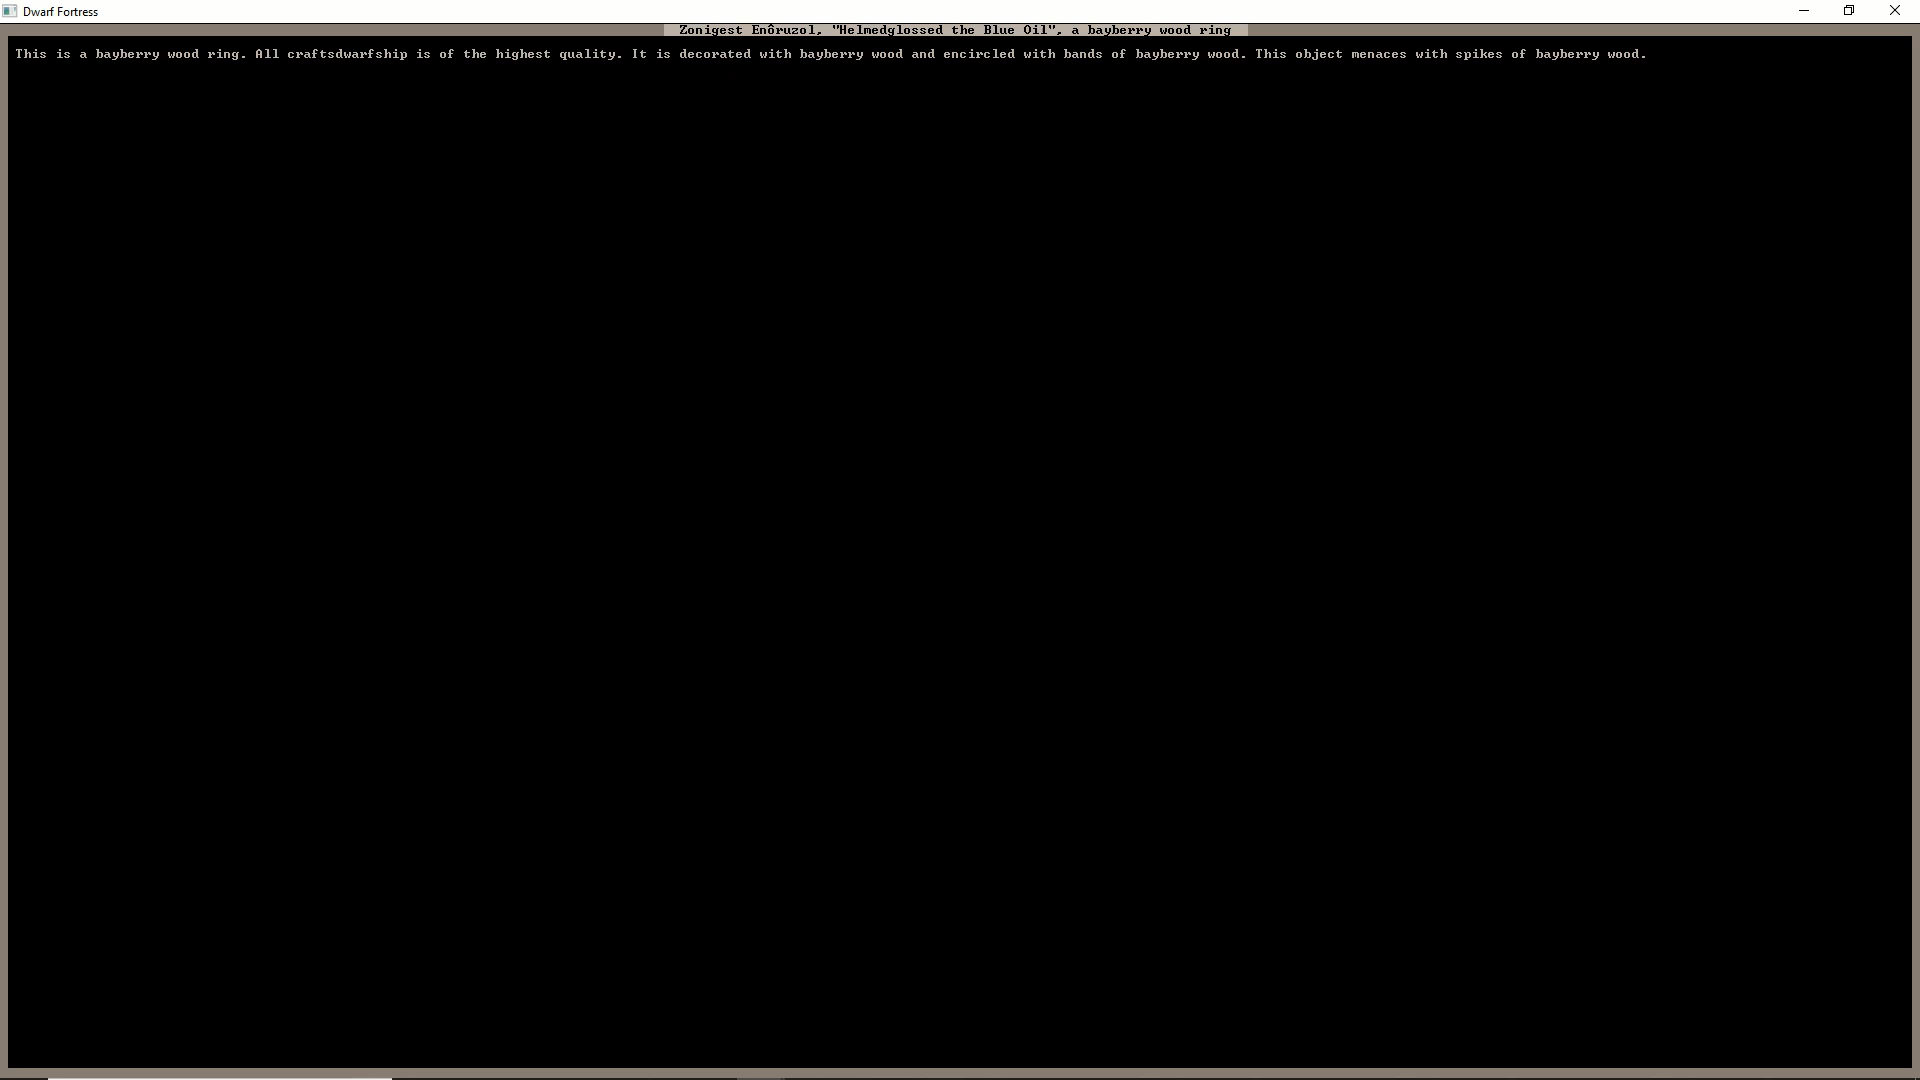 Dwarf Fortress
Zonigest Enôruzol, "Helmedglossed the Blue Oil", a bayberry wood ring
This is a bayberry wood ring. All craftsdwarfship is of the highest quality. It is decorated with bayberry wood and encircled with bands of bayberry wood. This object menaces with spikes of bayberry wood.